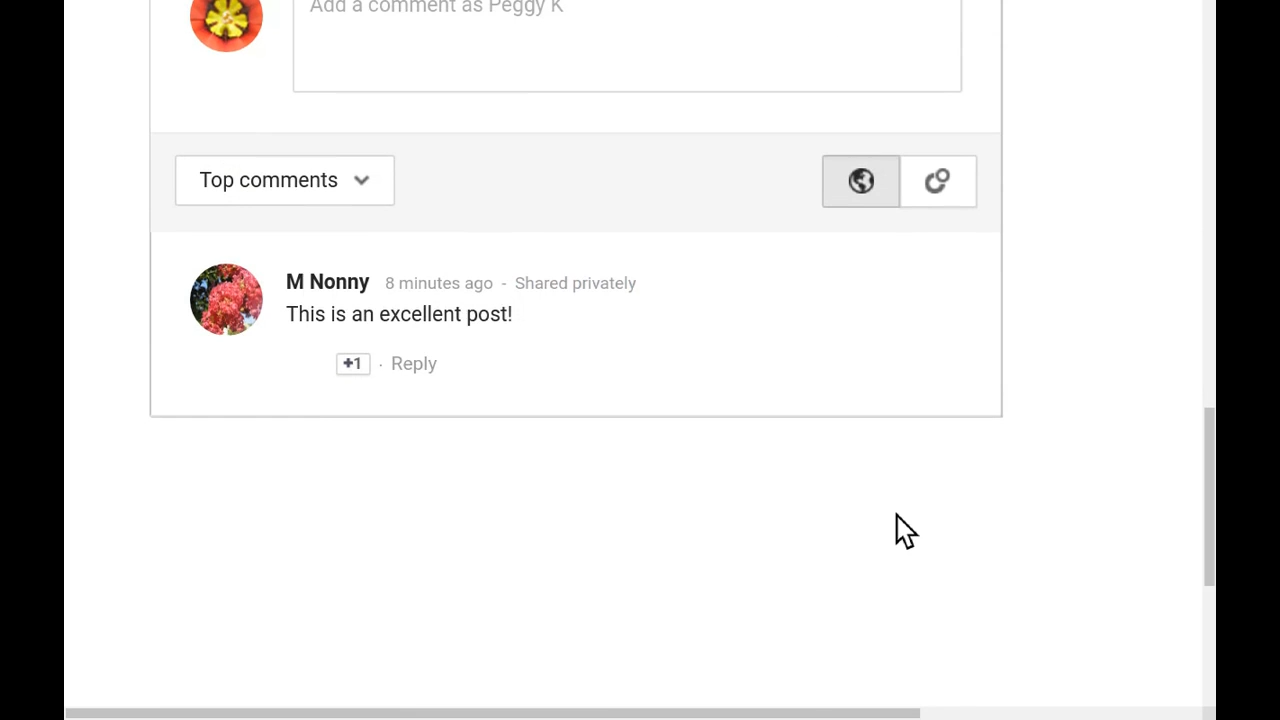 Add a comment as Peggy K
Top comments
M Nonny 8 minutes ago - Shared privately
This is an excellent post!
+1 · Reply